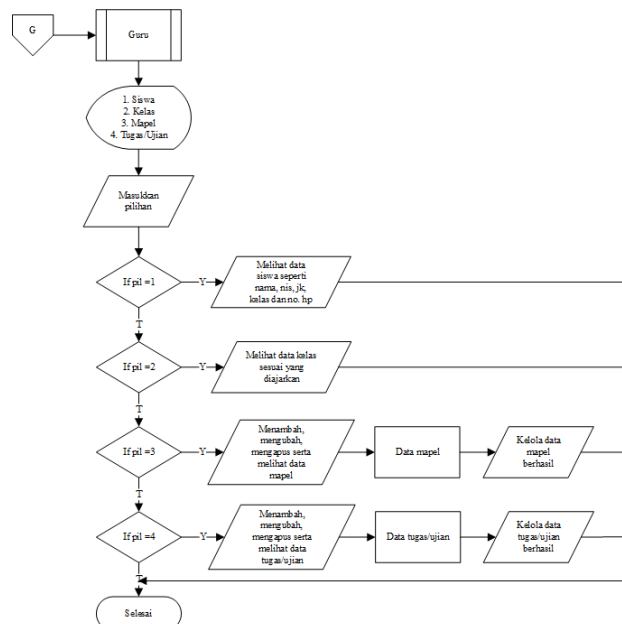 G
Guru
1. Siswa
2. Kelas
3. Mapel
4. Tugas/Ujian
Masukkan
pilihan
If pil =1
Y
Melihat data
siswa seperti
nama, nis, jk,
kelas dan no. hp
T
If pil =2
Y
Melihat data kelas
sesuai yang
diajarkan
T
If pil =3
Y
Menambah,
mengubah,
mengapus serta
melihat data
mapel
Data mapel
Kelola data
mapel
berhasil
T
If pil =4
Y
Menambah,
mengubah,
mengapus serta
melihat data
tugas/ujian
Data tugas/ujian
Kelola data
tugas/ujian
berhasil
T
Selesai